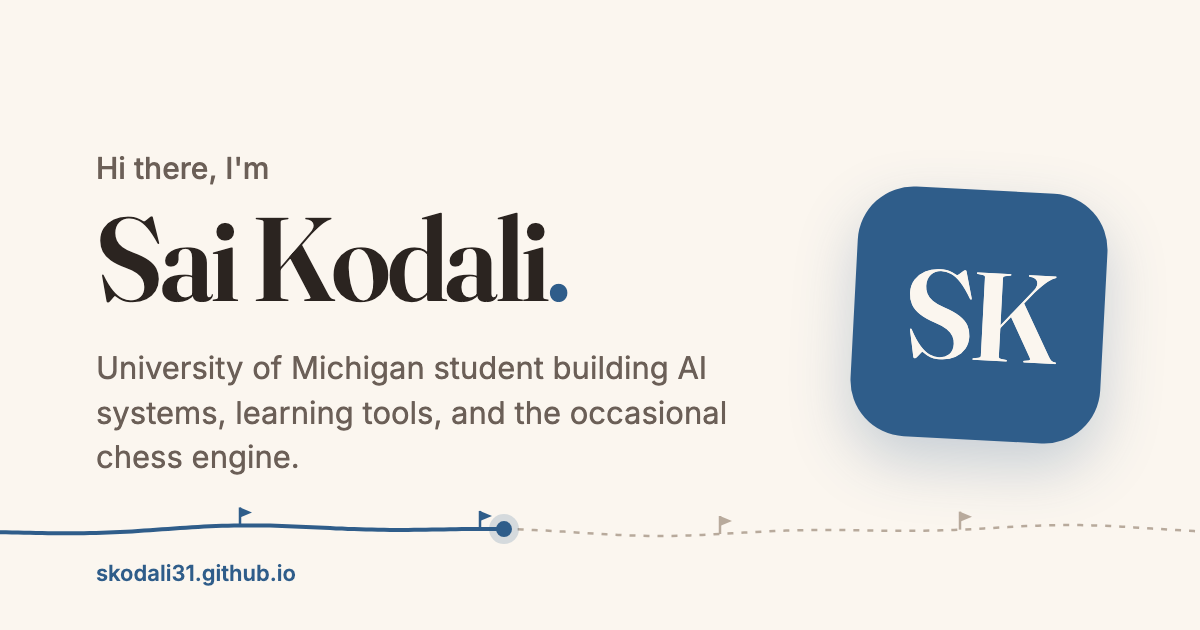 Hi there, I'm
Sai Kodali.
University of Michigan student building AI
systems, learning tools, and the occasional
chess engine.
SK
skodali31.github.io